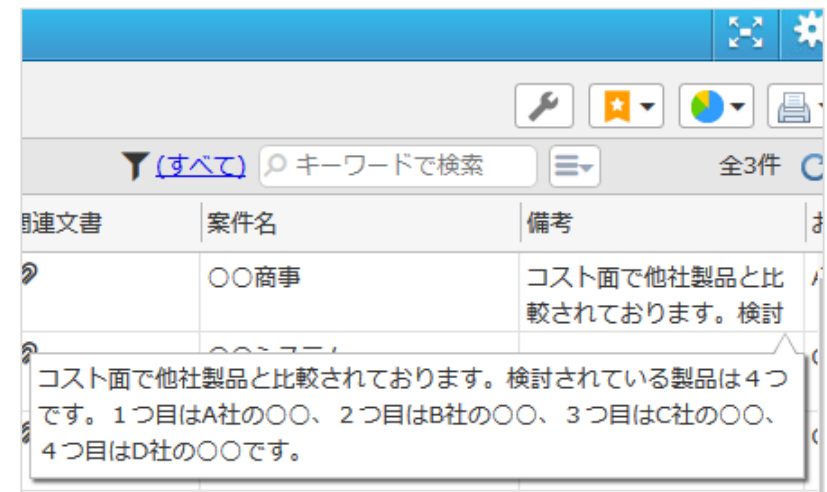 (すべて) キーワードで検索 全3件
連文書 案件名 備考
〇〇商事 コスト面で他社製品と比
較されております。検討
コスト面で他社製品と比較されております。検討されている製品は４つ
です。１つ目はA社の〇〇、２つ目はB社の〇〇、３つ目はC社の〇〇、
４つ目はD社の〇〇です。